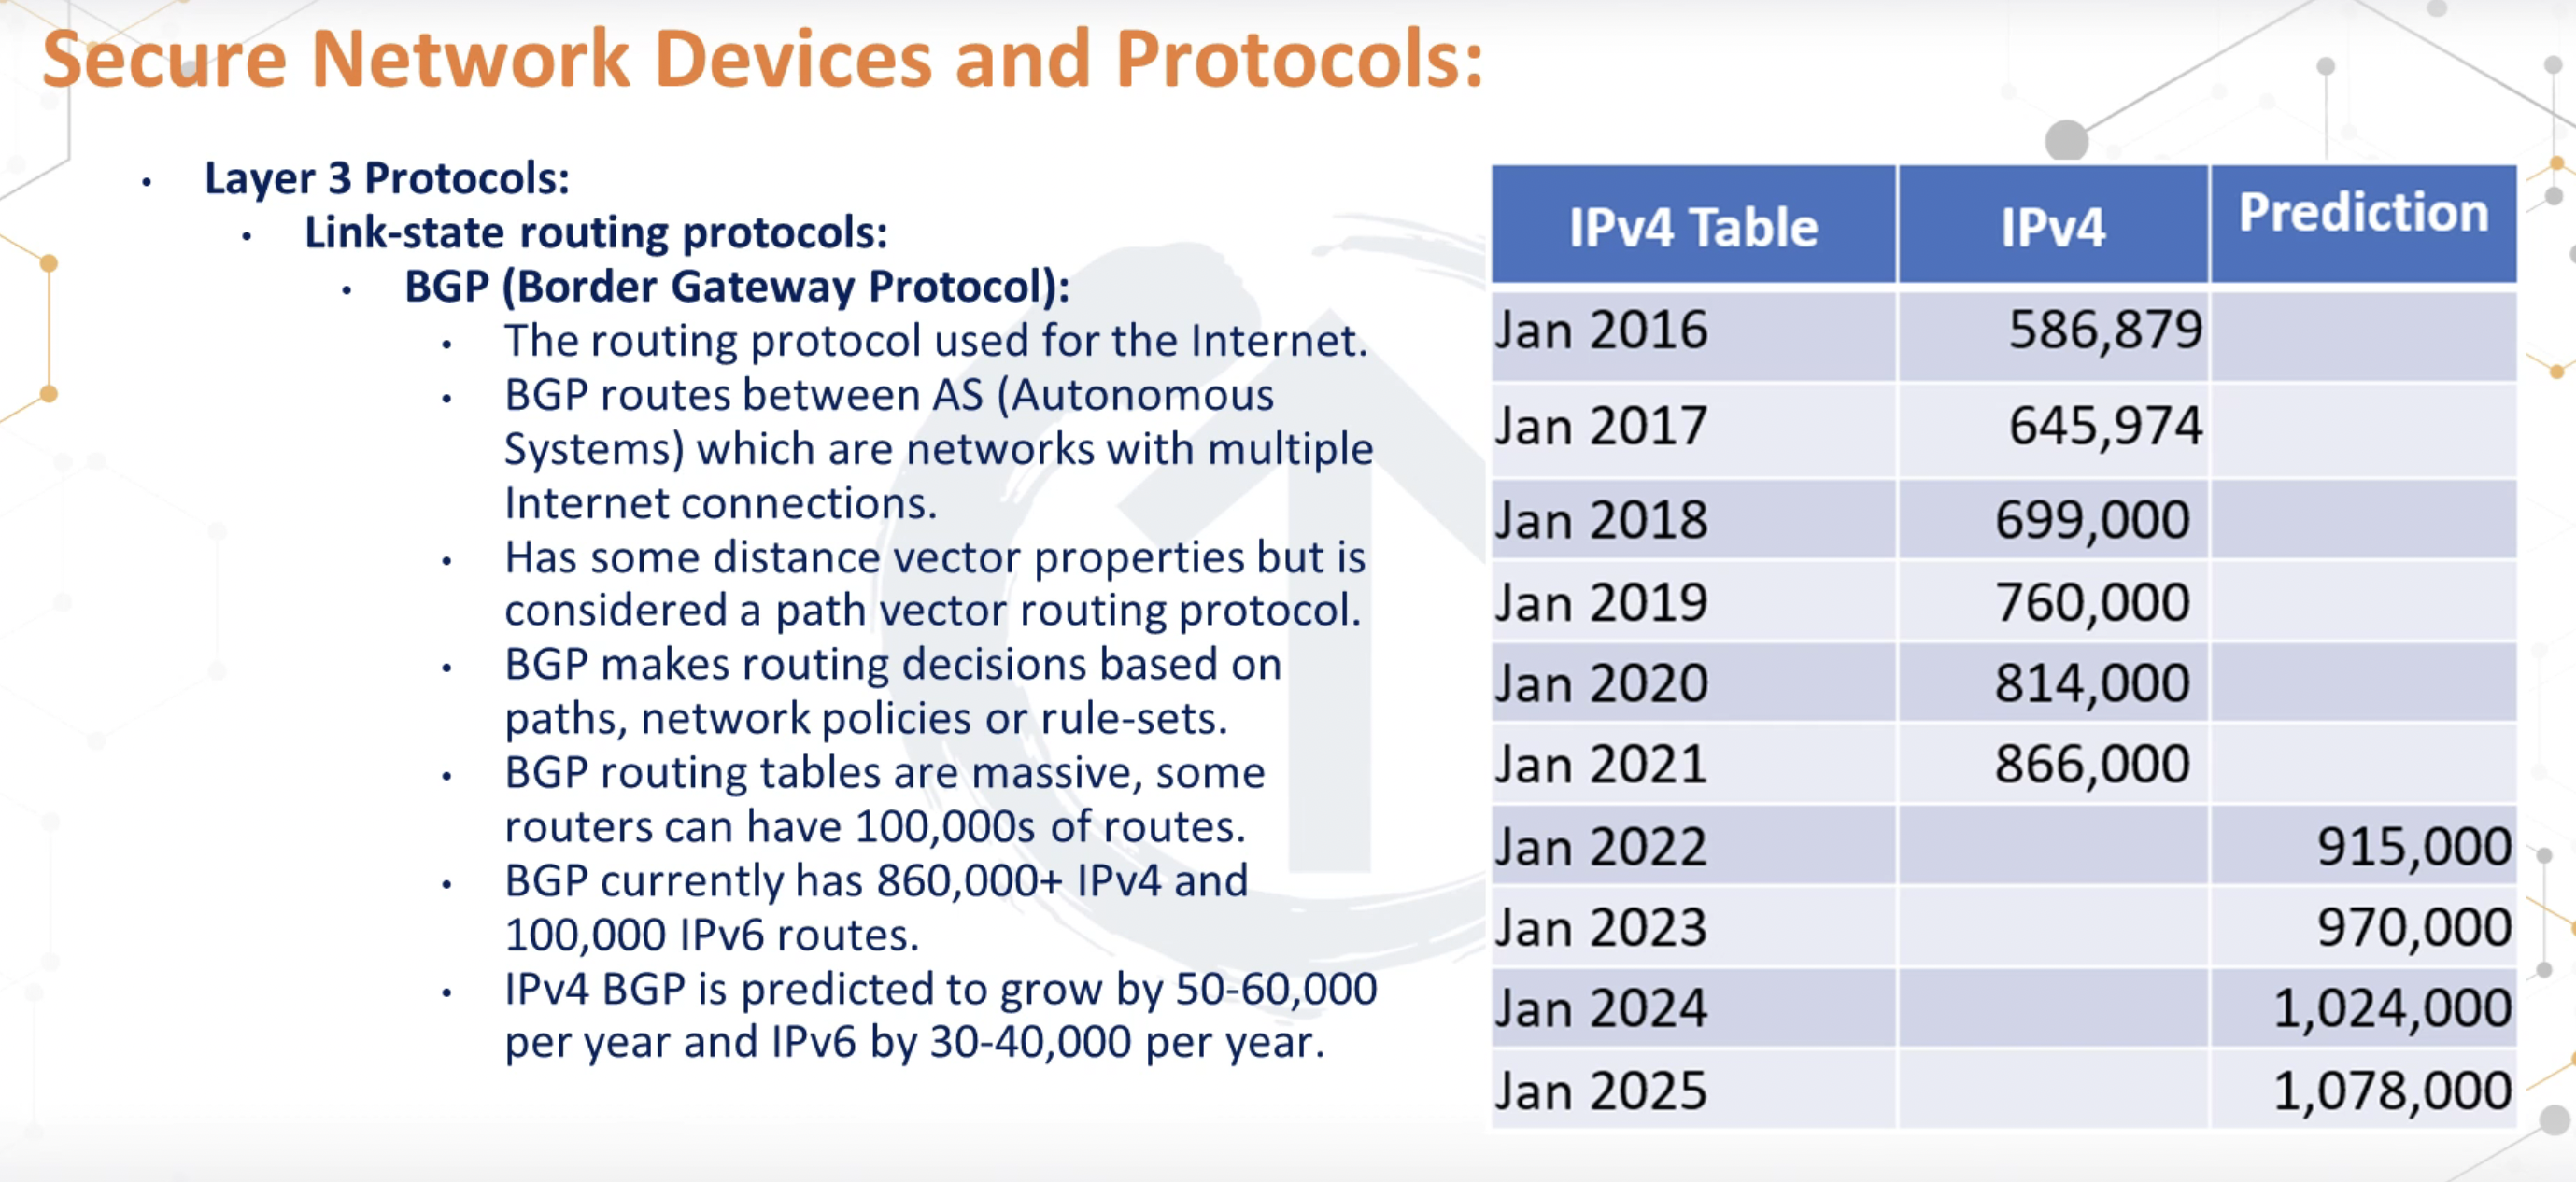 Secure Network Devices and Protocols:
• Layer 3 Protocols:
• Link-state routing protocols:
• BGP (Border Gateway Protocol):
• The routing protocol used for the Internet.
• BGP routes between AS (Autonomous
Systems) which are networks with multiple
Internet connections.
• Has some distance vector properties but is
considered a path vector routing protocol.
• BGP makes routing decisions based on
paths, network policies or rule-sets.
• BGP routing tables are massive, some
routers can have 100,000s of routes.
• BGP currently has 860,000+ IPv4 and
100,000 IPv6 routes.
• IPv4 BGP is predicted to grow by 50-60,000
per year and IPv6 by 30-40,000 per year.
IPv4 Table IPv4 Prediction
Jan 2016 586,879
Jan 2017 645,974
Jan 2018 699,000
Jan 2019 760,000
Jan 2020 814,000
Jan 2021 866,000
Jan 2022 915,000
Jan 2023 970,000
Jan 2024 1,024,000
Jan 2025 1,078,000